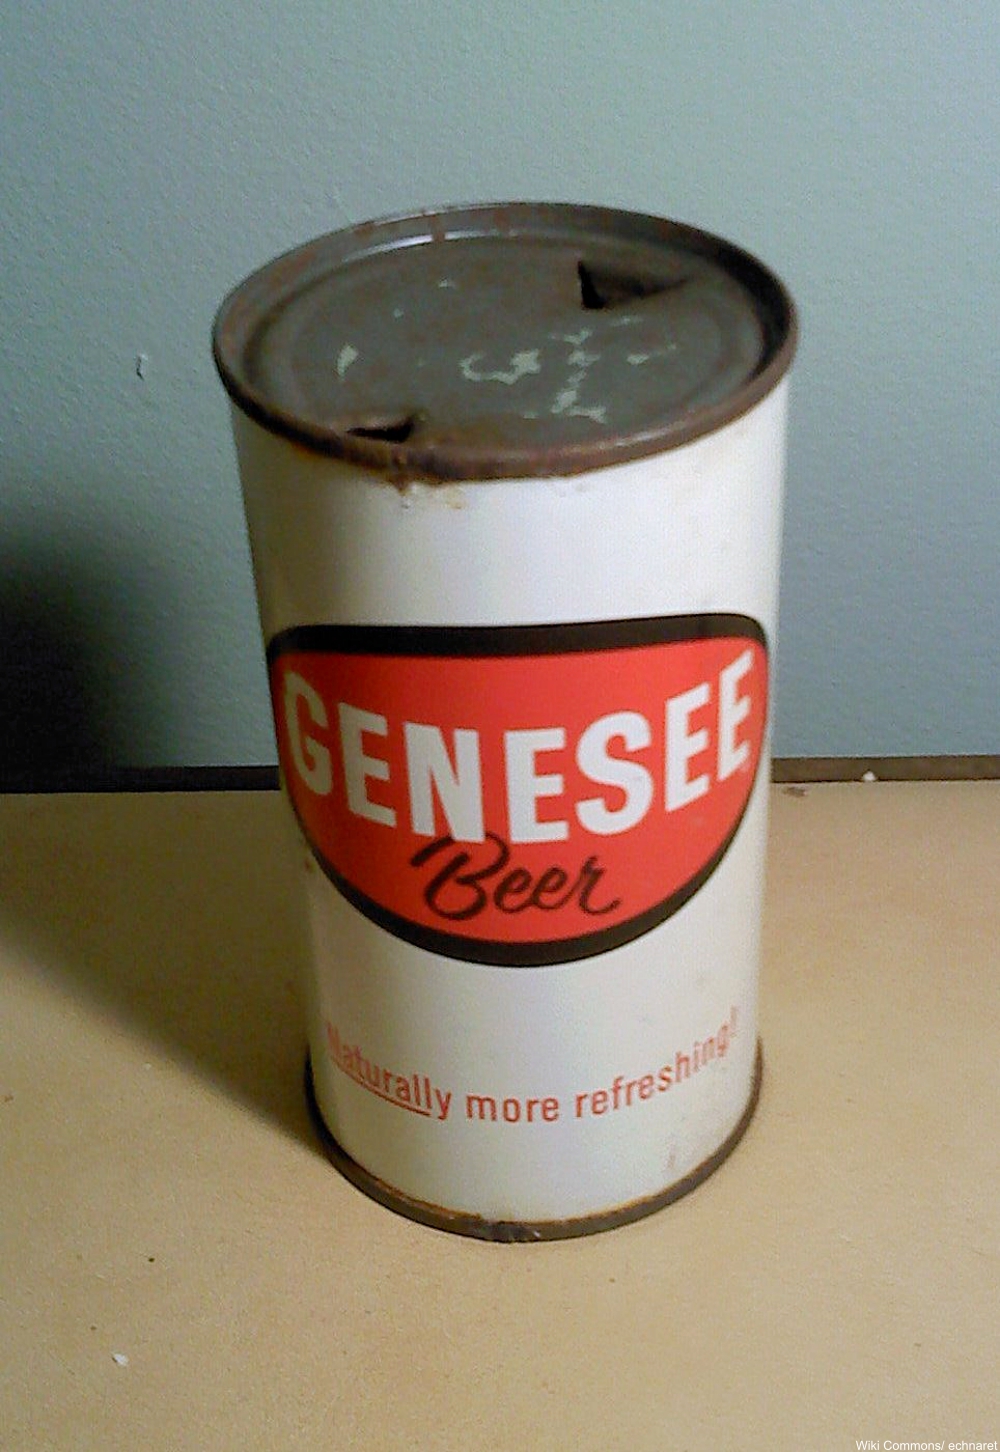 GENESEE
Beer
Naturally more refreshing!
Wiki Commons/ echnaret